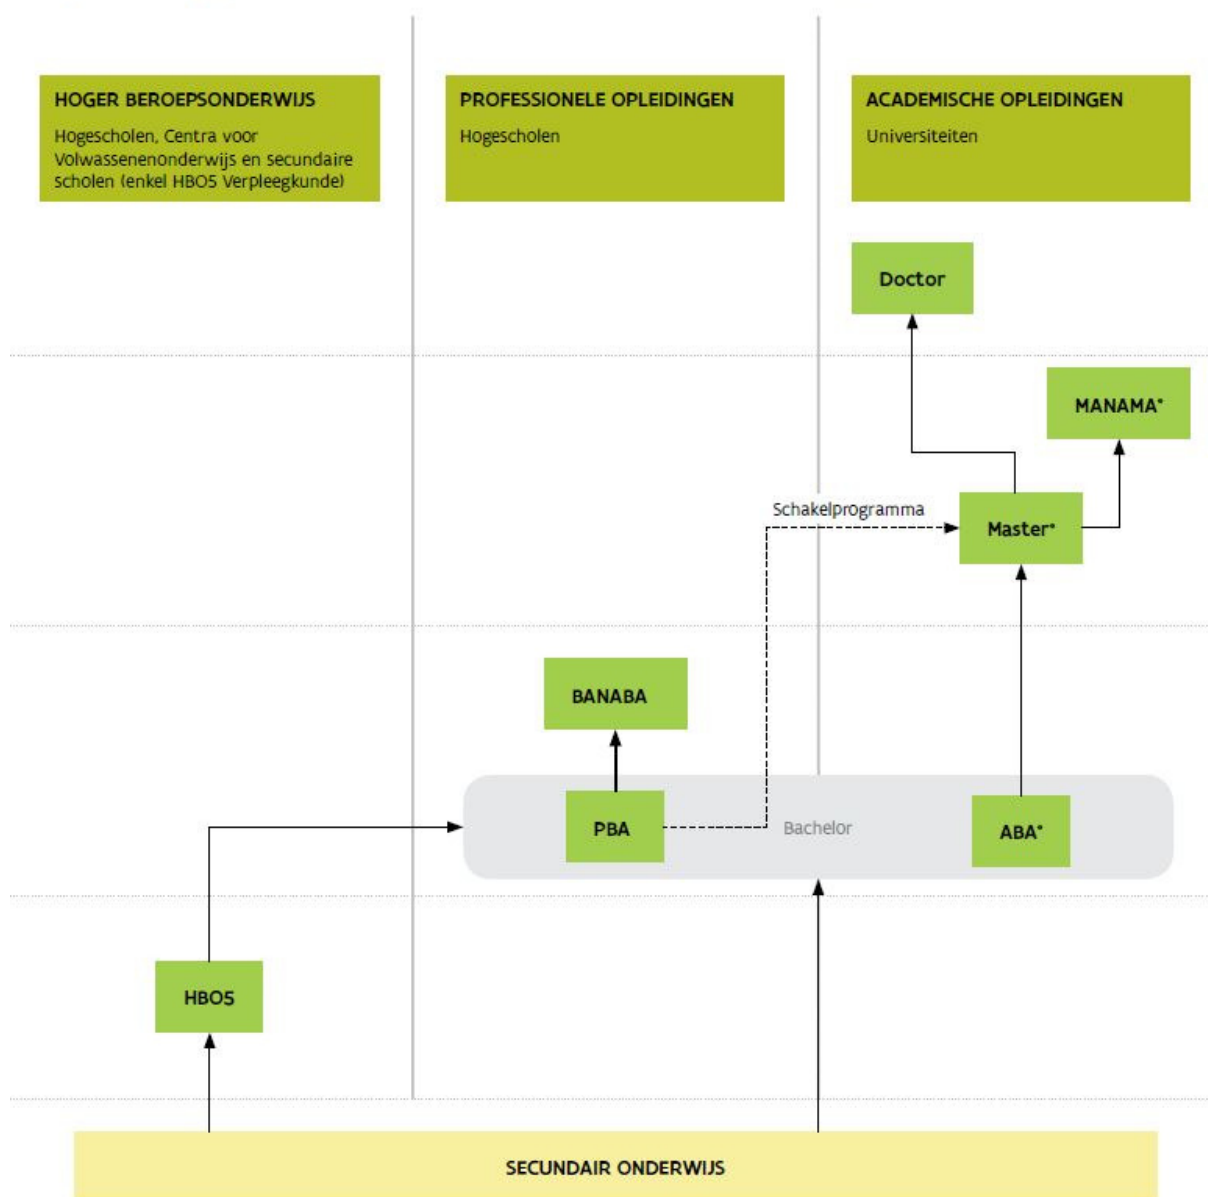 HOGER BEROEPSONDERWIJS
Hogescholen, Centra voor
Volwassenenonderwijs en secundaire
scholen (enkel HBO5 Verpleegkunde)
PROFESSIONELE OPLEIDINGEN
Hogescholen
ACADEMISCHE OPLEIDINGEN
Universiteiten
Doctor
MANAMA*
Schakelprogramma
Master*
BANABA
PBA
Bachelor
ABA*
HBO5
SECUNDAIR ONDERWIJS